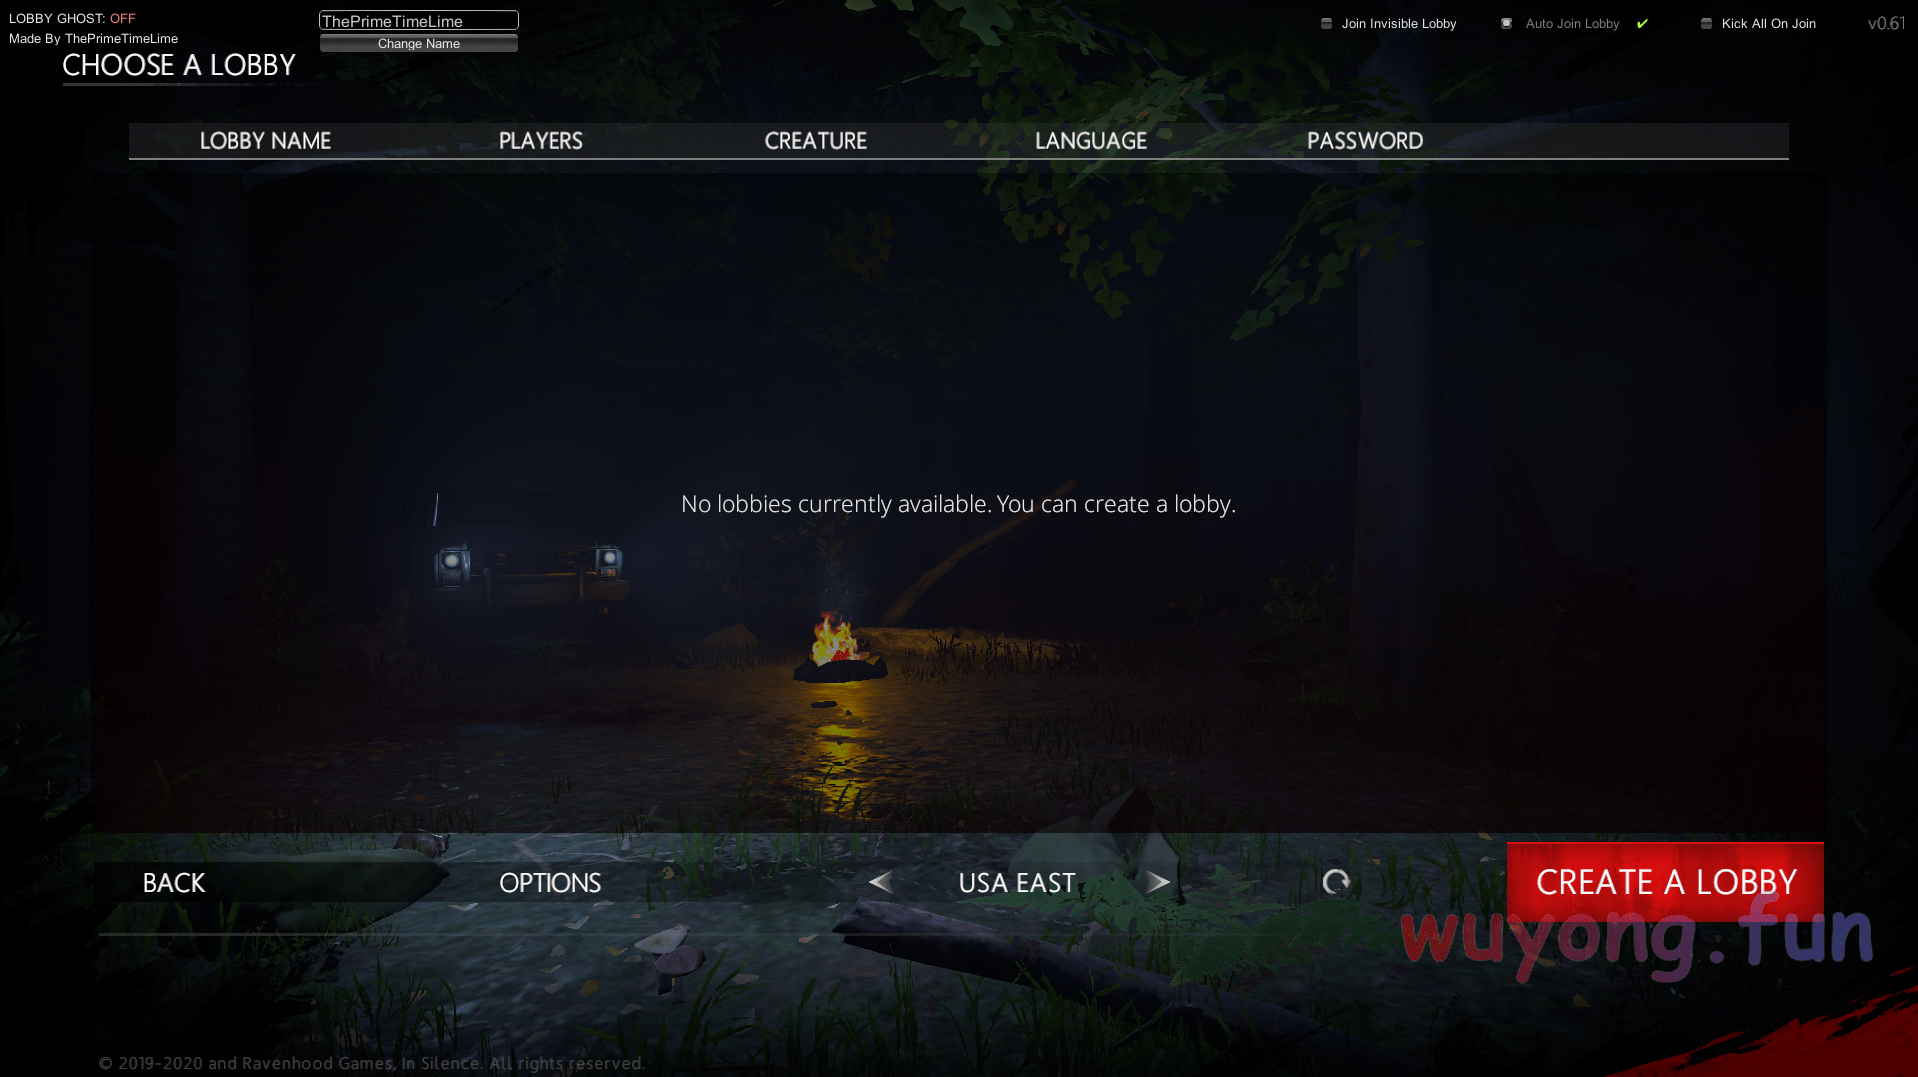 LOBBY GHOST: OFF
Made By ThePrimeTimeLime
ThePrimeTimeLime
Change Name
Join Invisible Lobby
Auto Join Lobby ✔
Kick All On Join
v0.61
CHOOSE A LOBBY
LOBBY NAME PLAYERS CREATURE LANGUAGE PASSWORD
No lobbies currently available. You can create a lobby.
BACK OPTIONS USA EAST CREATE A LOBBY
wuyong.fun
© 2019-2020 and Ravenhood Games, In Silence. All rights reserved.